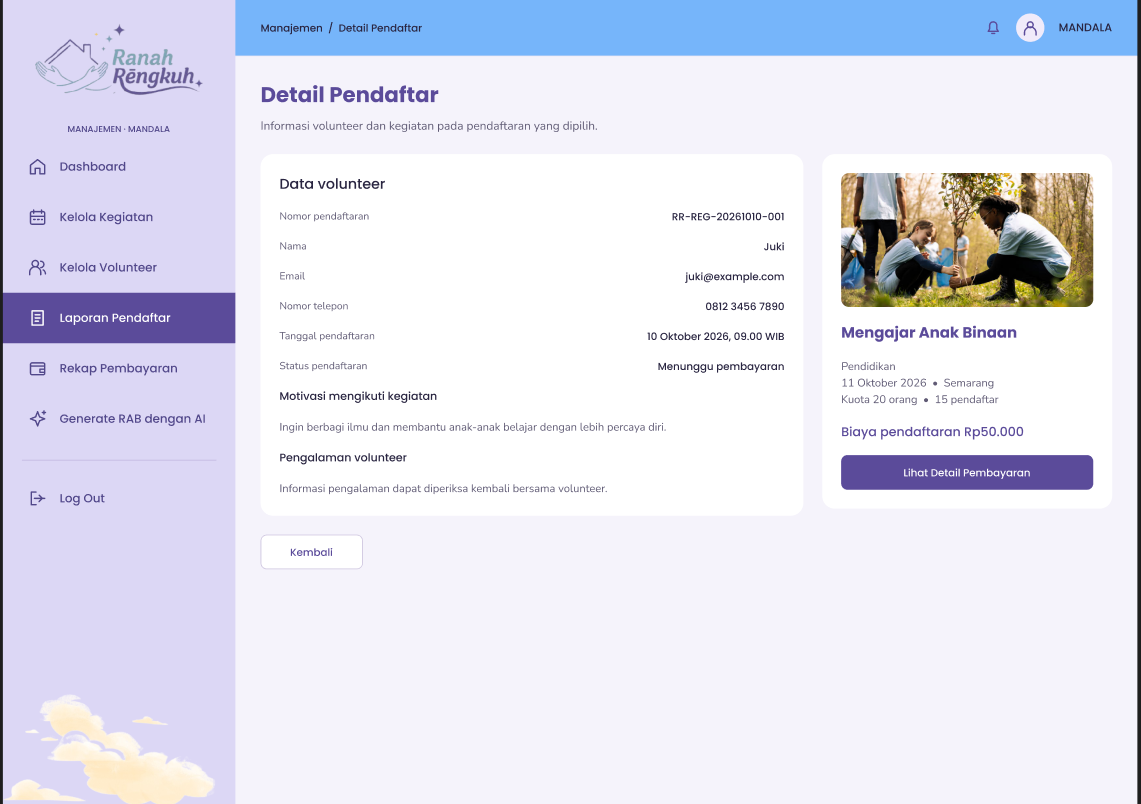 Ranah
Rēngkuh
MANAJEMEN · MANDALA
Dashboard
Kelola Kegiatan
Kelola Volunteer
Laporan Pendaftar
Rekap Pembayaran
Generate RAB dengan AI
Log Out
Manajemen / Detail Pendaftar
MANDALA
Detail Pendaftar
Informasi volunteer dan kegiatan pada pendaftaran yang dipilih.
Data volunteer
Nomor pendaftaran RR-REG-20261010-001
Nama Juki
Email juki@example.com
Nomor telepon 0812 3456 7890
Tanggal pendaftaran 10 Oktober 2026, 09.00 WIB
Status pendaftaran Menunggu pembayaran
Motivasi mengikuti kegiatan
Ingin berbagi ilmu dan membantu anak-anak belajar dengan lebih percaya diri.
Pengalaman volunteer
Informasi pengalaman dapat diperiksa kembali bersama volunteer.
Kembali
Mengajar Anak Binaan
Pendidikan
11 Oktober 2026 • Semarang
Kuota 20 orang • 15 pendaftar
Biaya pendaftaran Rp50.000
Lihat Detail Pembayaran